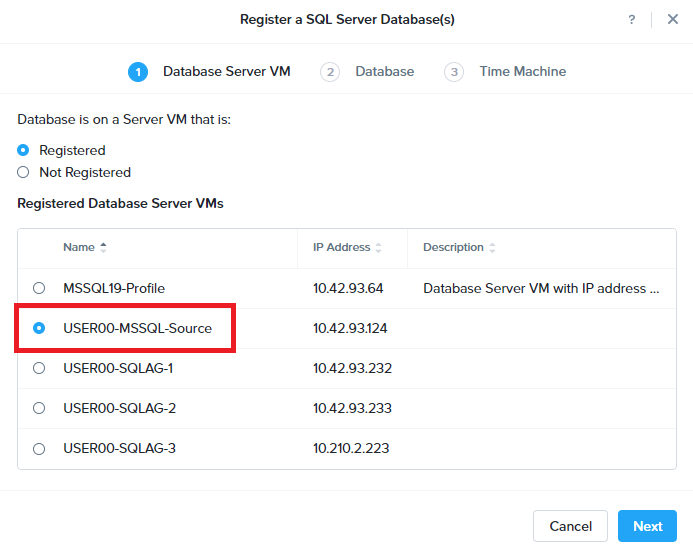 Register a SQL Server Database(s)
?
1 Database Server VM 2 Database 3 Time Machine
Database is on a Server VM that is:
Registered
Not Registered
Registered Database Server VMs
Name IP Address Description
MSSQL19-Profile 10.42.93.64 Database Server VM with IP address ...
USER00-MSSQL-Source 10.42.93.124
USER00-SQLAG-1 10.42.93.232
USER00-SQLAG-2 10.42.93.233
USER00-SQLAG-3 10.210.2.223
Cancel Next